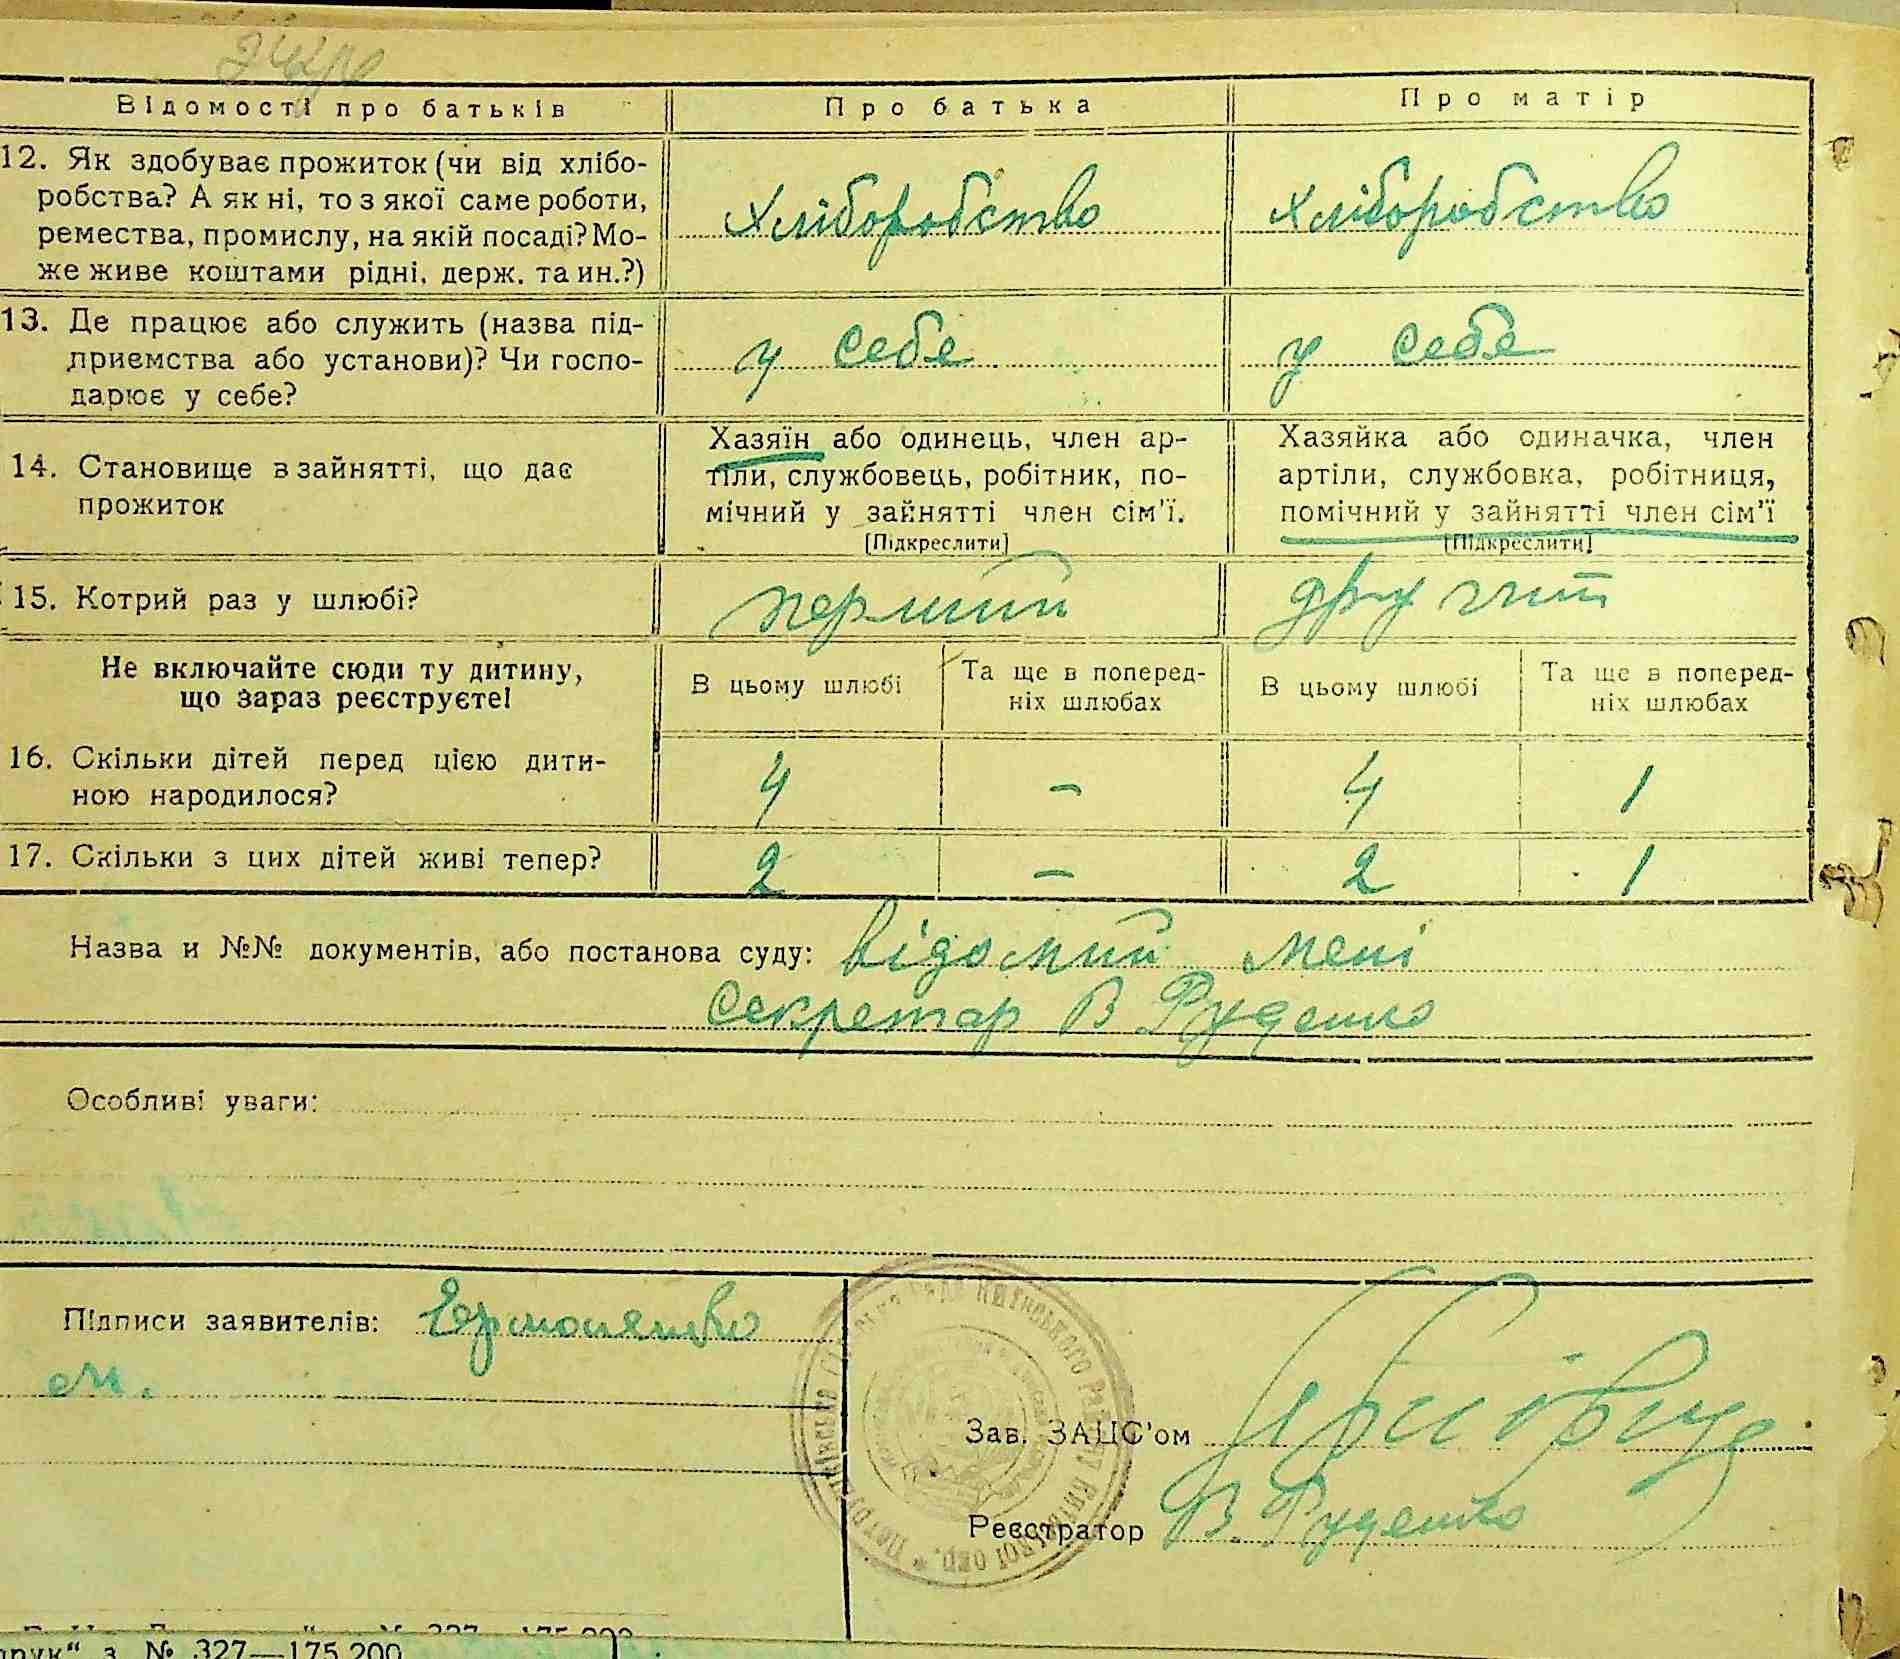 Відомості про батьків
Про батька
Про матір
12. Як здобуває прожиток (чи від хлібо-
робства? А як ні, то з якої саме роботи,
ремества, промислу, на якій посаді? Мо-
же живе коштами рідні, держ. та ин.?)
Хліборобство
Хліборобство
13. Де працює або служить (назва під-
приємства або установи)? Чи госпо-
дарює у себе?
у себе
у себе
14. Становище в зайнятті, що дає
прожиток
Хазяїн або одинець, член ар-
тіли, службовець, робітник, по-
мічний у зайнятті член сім'ї.
[Підкреслити]
Хазяйка або одиначка, член
артіли, службовка, робітниця,
помічний у зайнятті член сім'ї
[Підкреслити]
15. Котрий раз у шлюбі?
перший
другий
Не включайте сюди ту дитину,
що зараз реєструєте!
В цьому шлюбі
Та ще в поперед-
ніх шлюбах
В цьому шлюбі
Та ще в поперед-
ніх шлюбах
16. Скільки дітей перед цією дити-
ною народилося?
4
–
4
1
17. Скільки з цих дітей живі тепер?
2
–
2
1
Назва и №№ документів, або постанова суду: відомий мені
секретар В Руденко
Особливі уваги:
Підписи заявителів:
Зав. ЗАЦС'ом
Реєстратор В. Руденко
рук“ з. № 327—175.200